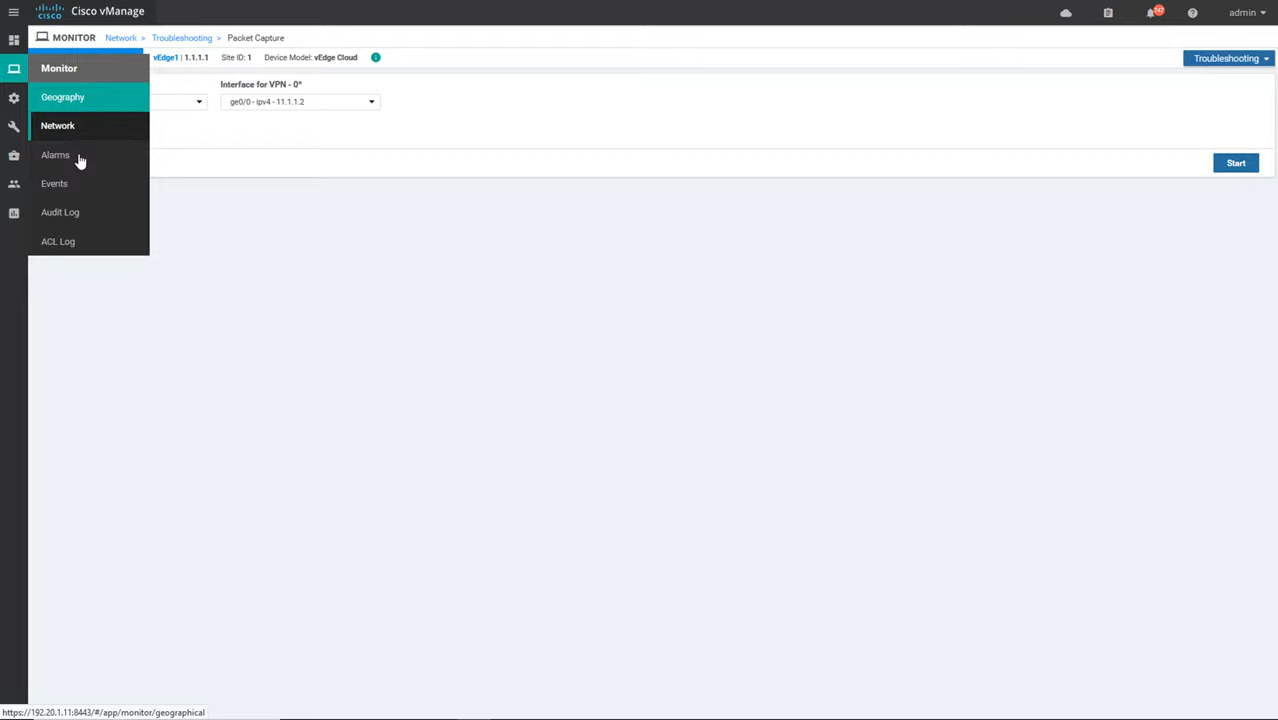 CISCO
Cisco vManage
747
admin
MONITOR Network > Troubleshooting > Packet Capture
vEdge1 | 1.1.1.1 Site ID: 1 Device Model: vEdge Cloud
Troubleshooting
Monitor
Interface for VPN - 0*
Geography
ge0/0 - ipv4 - 11.1.1.2
Network
Alarms
Start
Events
Audit Log
ACL Log
https://192.20.1.11:8443/#/app/monitor/geographical